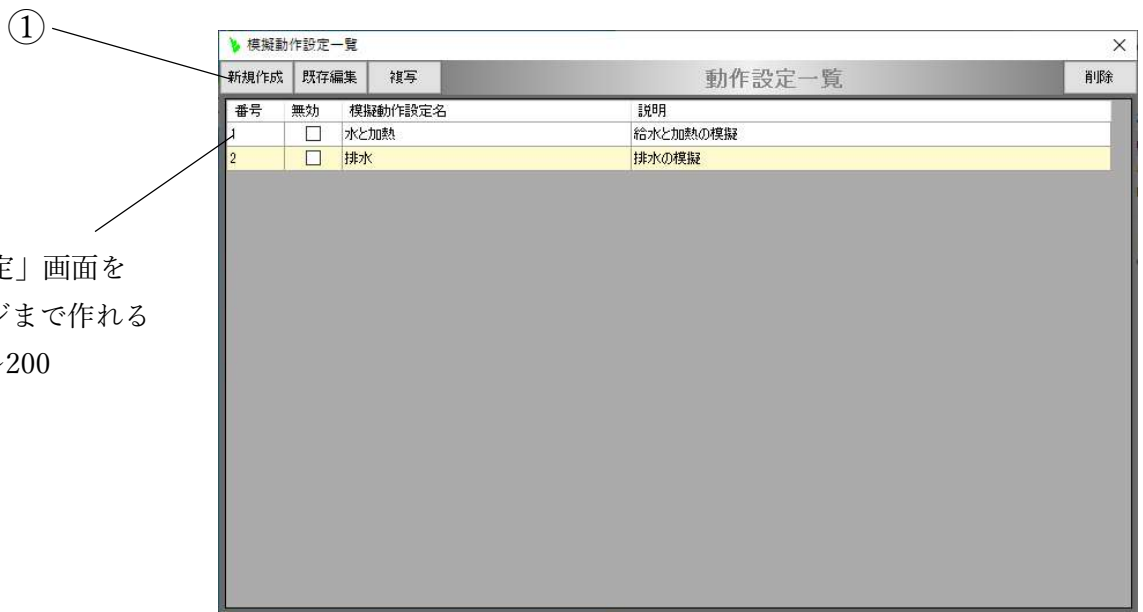 ①
模擬動作設定一覧
新規作成 既存編集 複写 動作設定一覧 削除
番号 無効 模擬動作設定名 説明
1 水と加熱 給水と加熱の模擬
2 排水 排水の模擬
定」画面を
ジまで作れる
~200